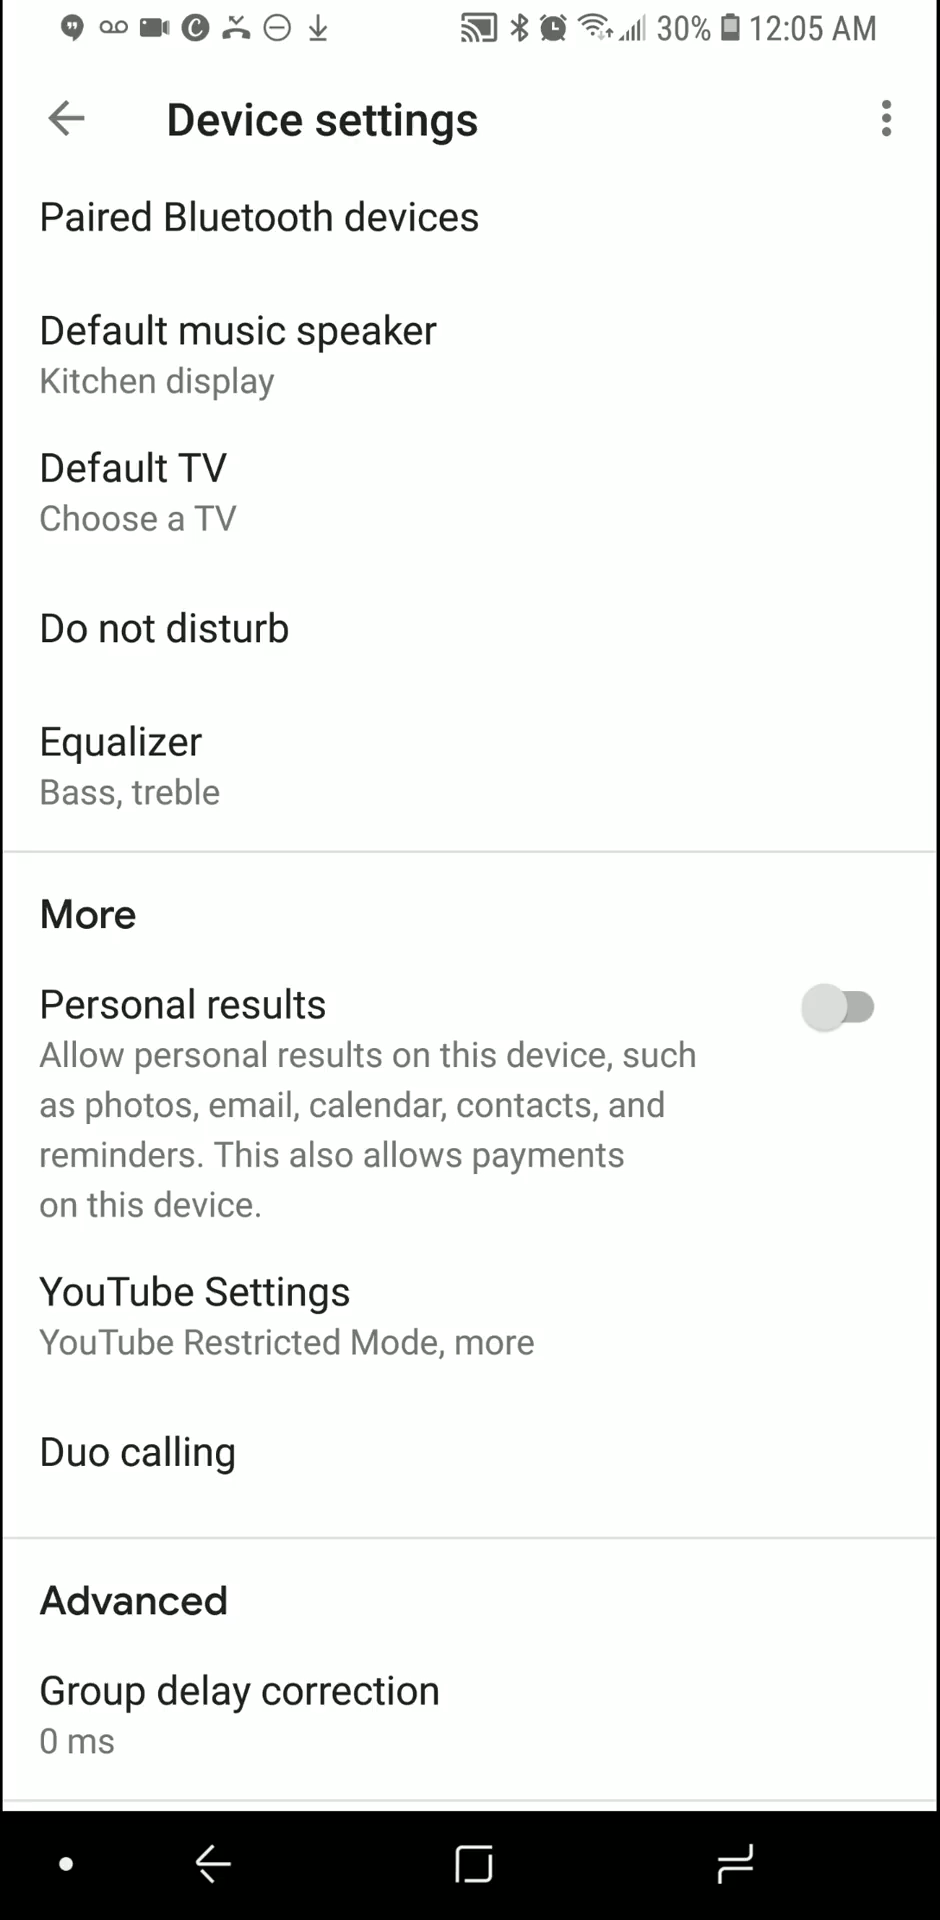 30% 12:05 AM
Device settings
Paired Bluetooth devices
Default music speaker
Kitchen display
Default TV
Choose a TV
Do not disturb
Equalizer
Bass, treble
More
Personal results
Allow personal results on this device, such
as photos, email, calendar, contacts, and
reminders. This also allows payments
on this device.
YouTube Settings
YouTube Restricted Mode, more
Duo calling
Advanced
Group delay correction
0 ms